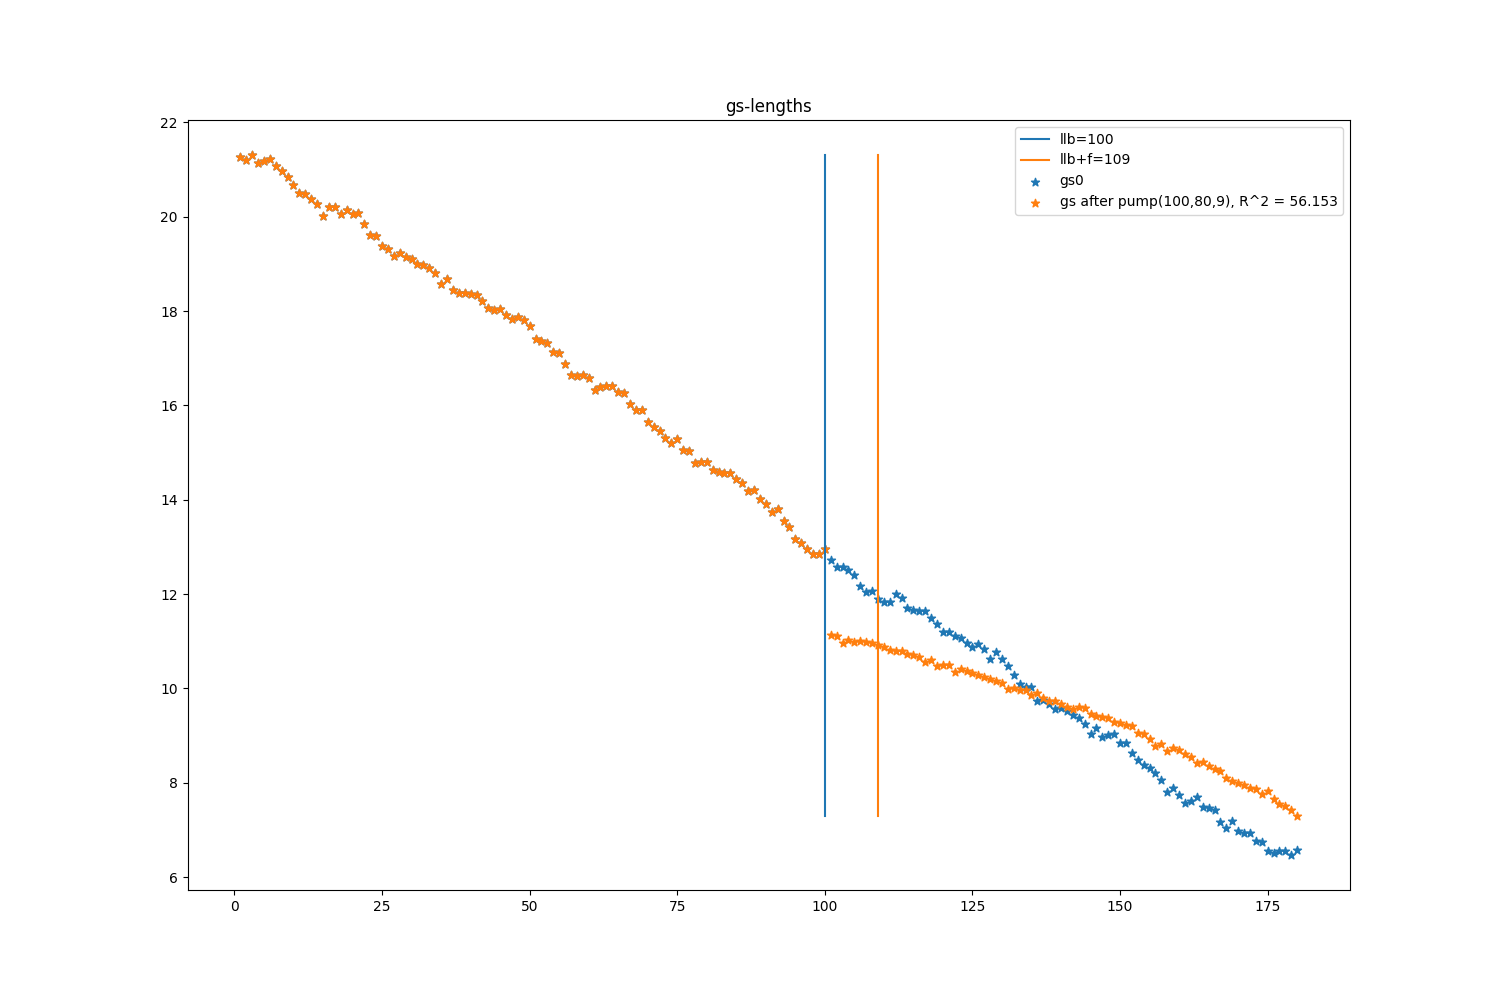 gs-lengths
22
20
18
16
14
12
10
8
6
0 25 50 75 100 125 150 175
llb=100
llb+f=109
gs0
gs after pump(100,80,9), R^2 = 56.153